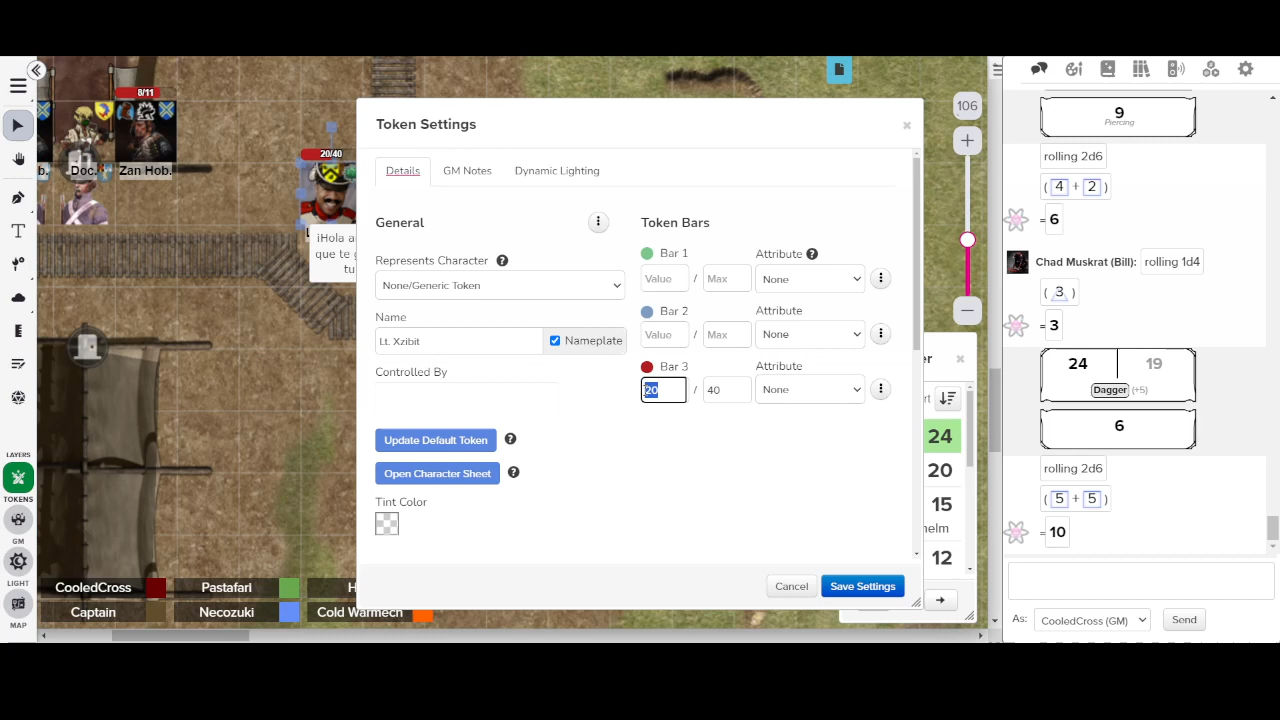 8/11
Doc.
Zan Hob.
b.
20/40
¡Hola a
que te g
tu
LAYERS
TOKENS
GM
LIGHT
MAP
CooledCross
Pastafari
H
Captain
Necozuki
Cold Warmech
Token Settings
Details
GM Notes
Dynamic Lighting
General
Represents Character
None/Generic Token
Name
Lt. Xzibit
Nameplate
Controlled By
Update Default Token
Open Character Sheet
Tint Color
Token Bars
Bar 1
Attribute
Value / Max
None
Bar 2
Attribute
Value / Max
None
Bar 3
Attribute
20 / 40
None
Cancel
Save Settings
106
er
rt
24
20
15
helm
12
9
Piercing
rolling 2d6
(4 + 2)
= 6
Chad Muskrat (Bill): rolling 1d4
(3)
= 3
24 19
Dagger (+5)
6
rolling 2d6
(5 + 5)
= 10
As: CooledCross (GM)
Send